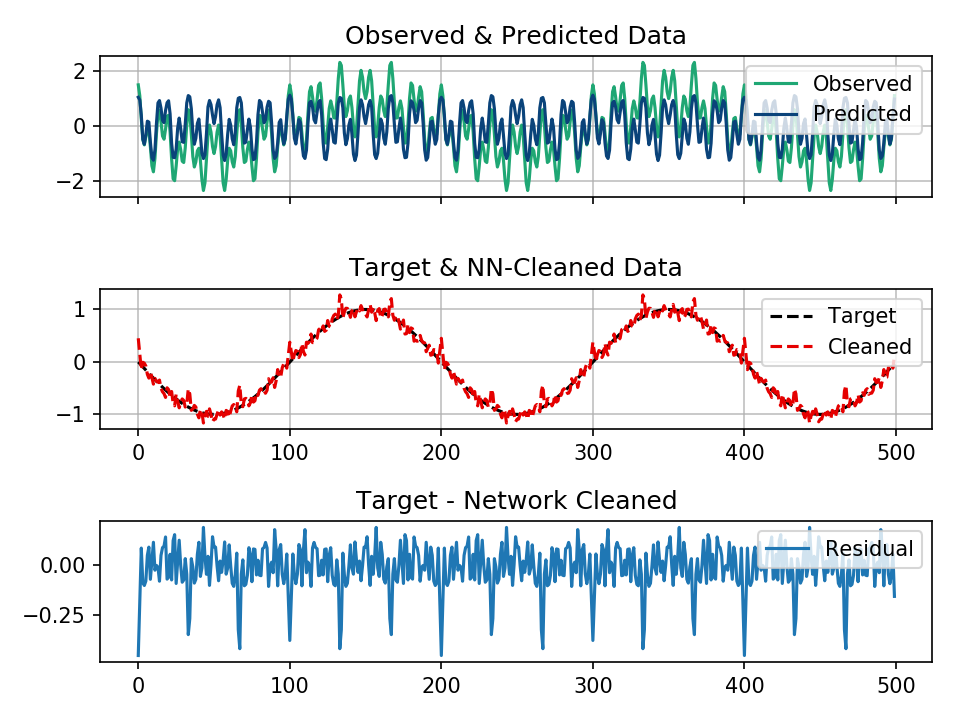 Observed & Predicted Data
2
0
−2
Observed
Predicted
Target & NN-Cleaned Data
1
0
−1
Target
Cleaned
0 100 200 300 400 500
Target - Network Cleaned
0.00
−0.25
Residual
0 100 200 300 400 500